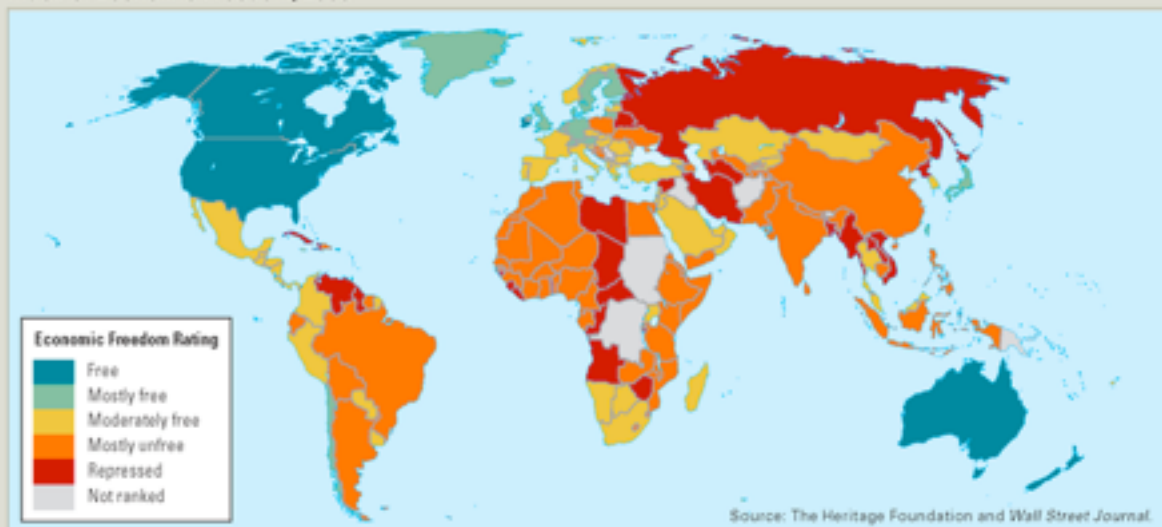 Economic Freedom Rating
Free
Mostly free
Moderately free
Mostly unfree
Repressed
Not ranked
Source: The Heritage Foundation and Wall Street Journal.